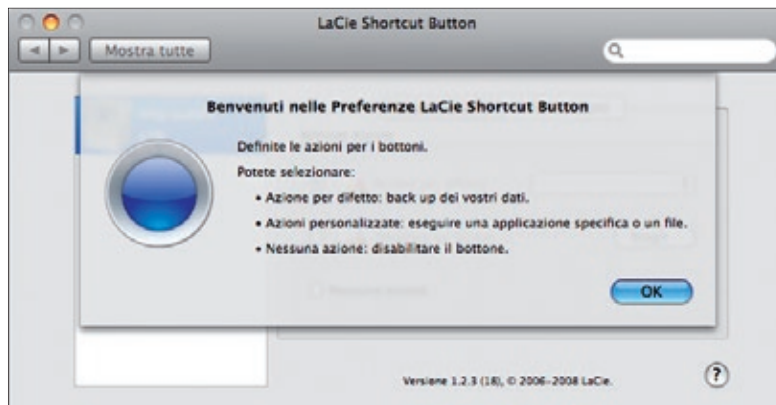 LaCie Shortcut Button
Mostra tutte
Benvenuti nelle Preferenze LaCie Shortcut Button
Definite le azioni per i bottoni.
Potete selezionare:
• Azione per difetto: back up dei vostri dati.
• Azioni personalizzate: eseguire una applicazione specifica o un file.
• Nessuna azione: disabilitare il bottone.
OK
Versione 1.2.3 (18), © 2006-2008 LaCie.
?